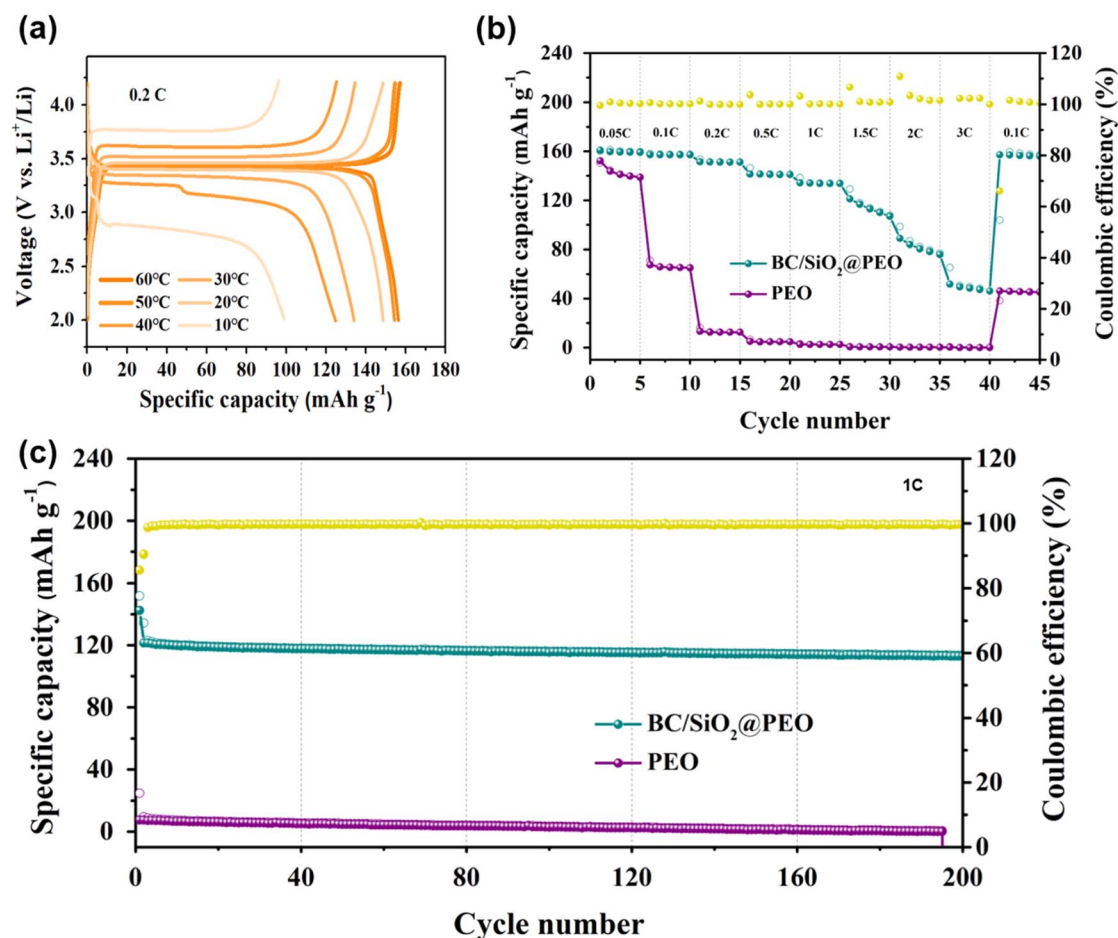 (a)
0.2 C
Voltage (V vs. Li⁺/Li)
4.0
3.5
3.0
2.5
2.0
60℃ 30℃
50℃ 20℃
40℃ 10℃
0 20 40 60 80 100 120 140 160 180
Specific capacity (mAh g⁻¹)
(b)
Specific capacity (mAh g⁻¹)
240
200
160
120
80
40
0
0.05C 0.1C 0.2C 0.5C 1C 1.5C 2C 3C 0.1C
BC/SiO₂@PEO
PEO
120
100
80
60
40
20
0
Coulombic efficiency (%)
0 5 10 15 20 25 30 35 40 45
Cycle number
(c)
Specific capacity (mAh g⁻¹)
240
200
160
120
80
40
0
1C
BC/SiO₂@PEO
PEO
120
100
80
60
40
20
0
Coulombic efficiency (%)
0 40 80 120 160 200
Cycle number